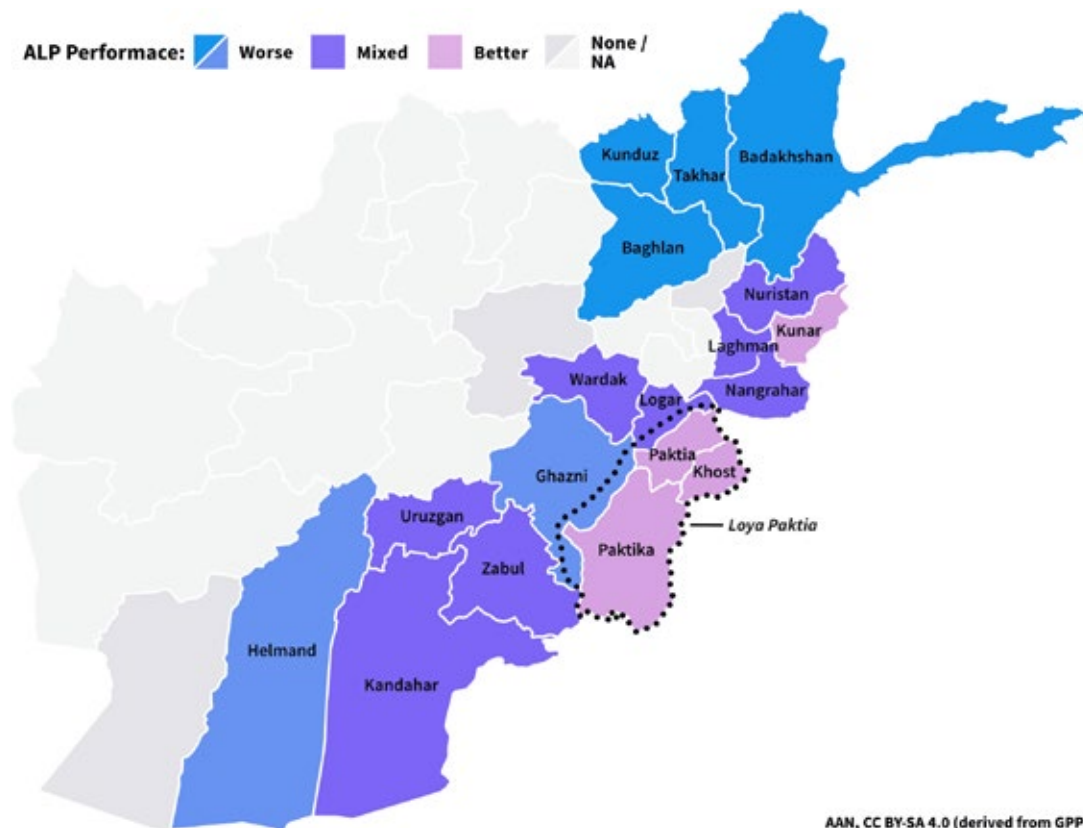 ALP Performace: Worse Mixed Better None /
NA
Kunduz
Takhar
Badakhshan
Baghlan
Nuristan
Kunar
Laghman
Wardak
Nangrahar
Logar
Paktia
Ghazni
Khost
Uruzgan
Loya Paktia
Paktika
Zabul
Helmand
Kandahar
AAN, CC BY-SA 4.0 (derived from GPP